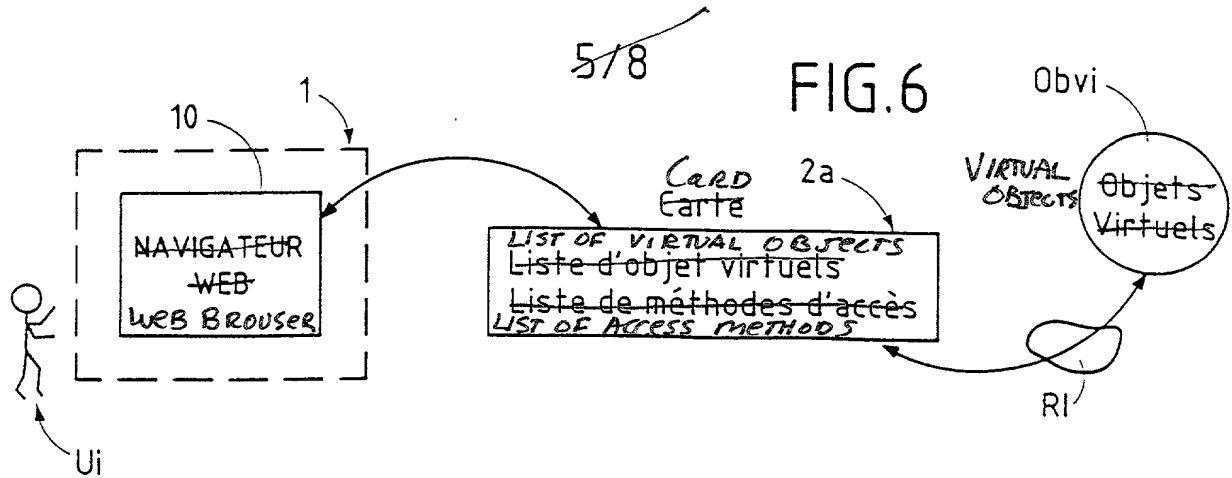 5/8
FIG.6
Obvi
1
10
2a
CARD
Carte
VIRTUAL
OBJECTS
Objets
Virtuels
NAVIGATEUR
WEB
WEB BROUSER
LIST OF VIRTUAL OBJECTS
Liste d'objet virtuels
Liste de méthodes d'accès
LIST OF ACCESS METHODS
RI
Ui